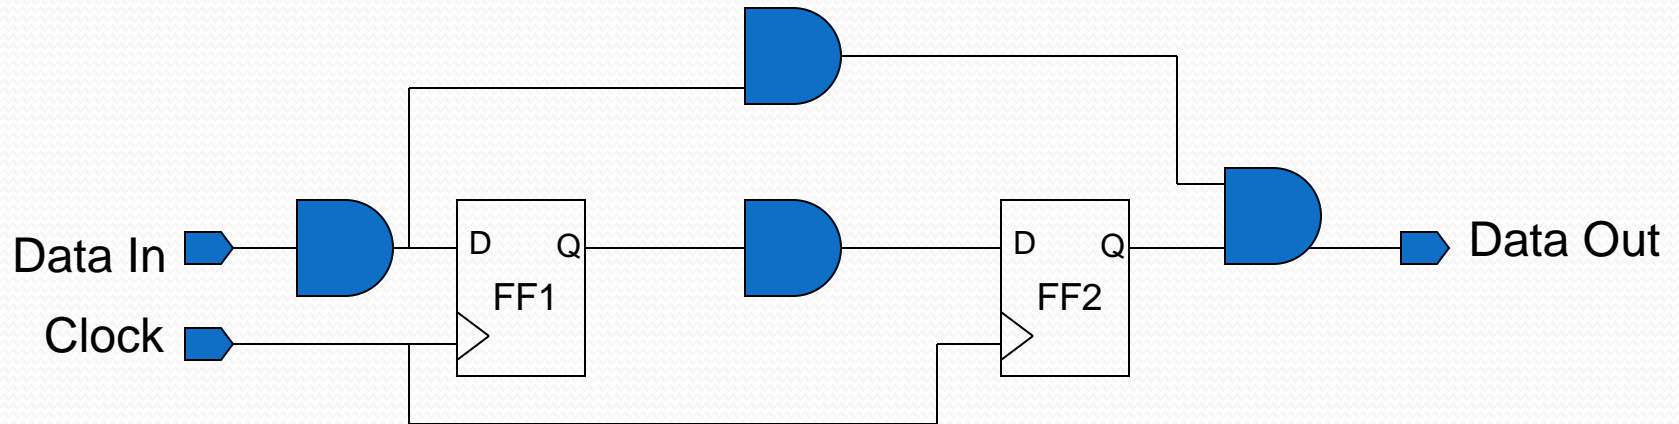 Data In
Clock
D
Q
FF1
D
Q
FF2
Data Out